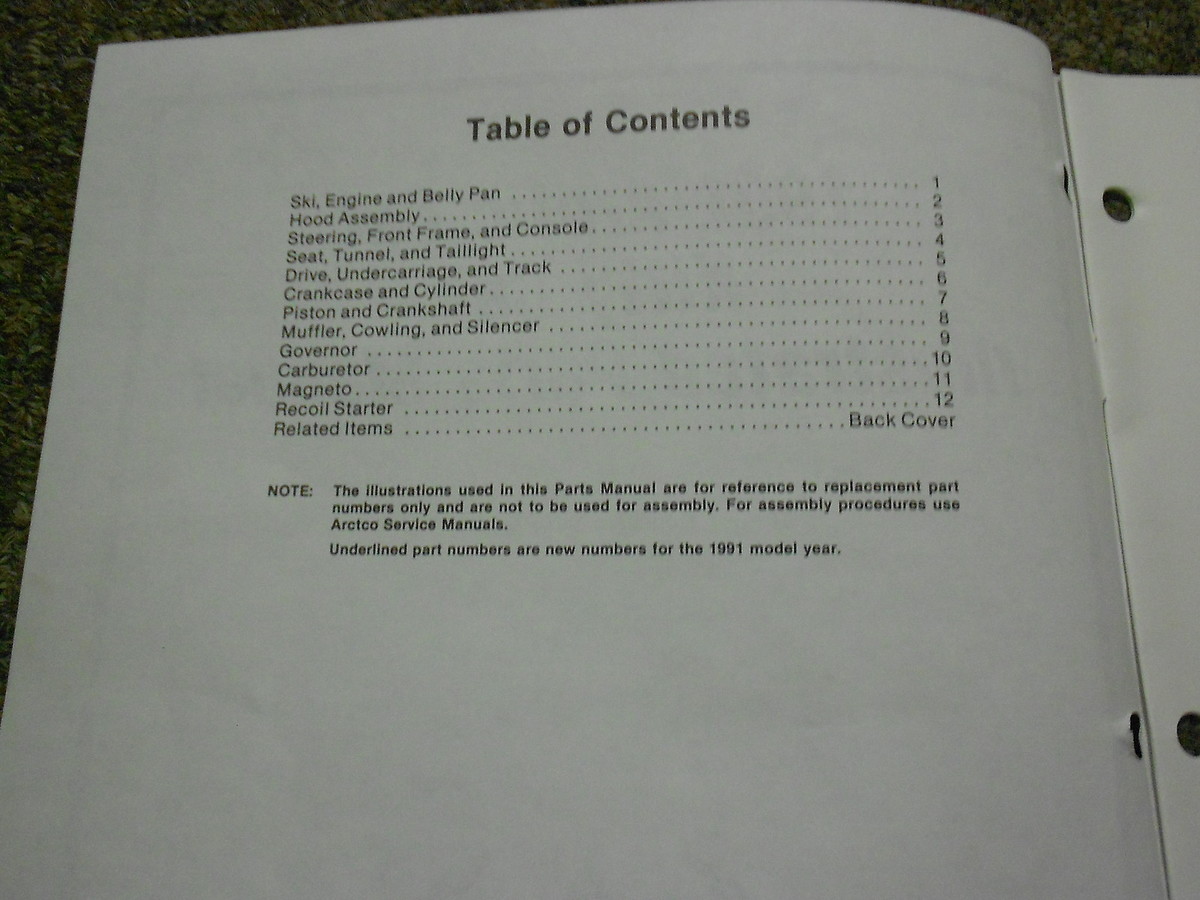 Table of Contents
Ski, Engine and Belly Pan ........................................ 1
Hood Assembly ........................................ 2
Steering, Front Frame, and Console ........................................ 3
Seat, Tunnel, and Taillight ........................................ 4
Drive, Undercarriage, and Track ........................................ 5
Crankcase and Cylinder ........................................ 6
Piston and Crankshaft ........................................ 7
Muffler, Cowling, and Silencer ........................................ 8
Governor ........................................ 9
Carburetor ........................................ 10
Magneto ........................................ 11
Recoil Starter ........................................ 12
Related Items ........................................ Back Cover
NOTE: The illustrations used in this Parts Manual are for reference to replacement part
numbers only and are not to be used for assembly. For assembly procedures use
Arctco Service Manuals.
Underlined part numbers are new numbers for the 1991 model year.